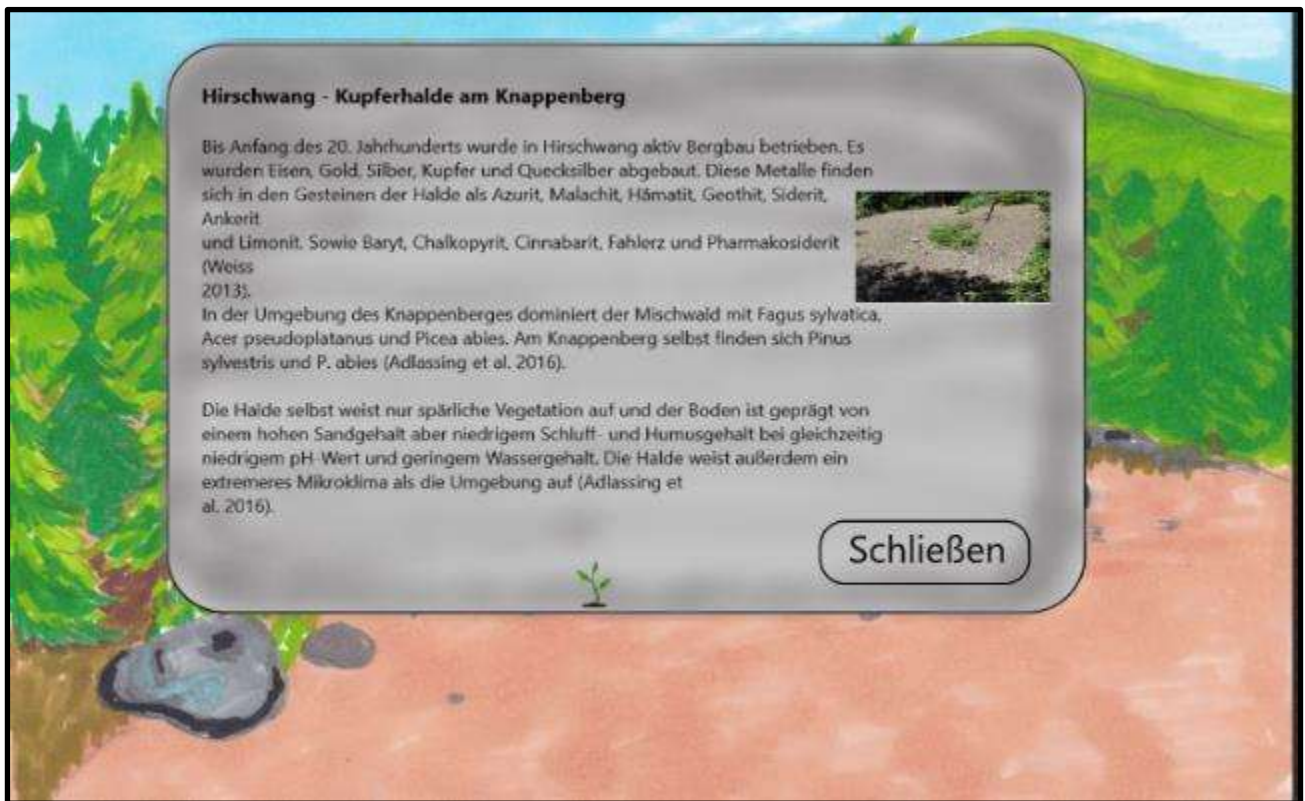 Hirschwang - Kupferhalde am Knappenberg
Bis Anfang des 20. Jahrhunderts wurde in Hirschwang aktiv Bergbau betrieben. Es
wurden Eisen, Gold, Silber, Kupfer und Quecksilber abgebaut. Diese Metalle finden
sich in den Gesteinen der Halde als Azurit, Malachit, Hämatit, Geothit, Siderit,
Ankerit
und Limonit. Sowie Baryt, Chalkopyrit, Cinnabarit, Fahlerz und Pharmakosiderit
(Weiss
2013).
In der Umgebung des Knappenberges dominiert der Mischwald mit Fagus sylvatica,
Acer pseudoplatanus und Picea abies. Am Knappenberg selbst finden sich Pinus
sylvestris und P. abies (Adlassing et al. 2016).
Die Halde selbst weist nur spärliche Vegetation auf und der Boden ist geprägt von
einem hohen Sandgehalt aber niedrigem Schluff- und Humusgehalt bei gleichzeitig
niedrigem pH-Wert und geringem Wassergehalt. Die Halde weist außerdem ein
extremeres Mikroklima als die Umgebung auf (Adlassing et
al. 2016).
Schließen